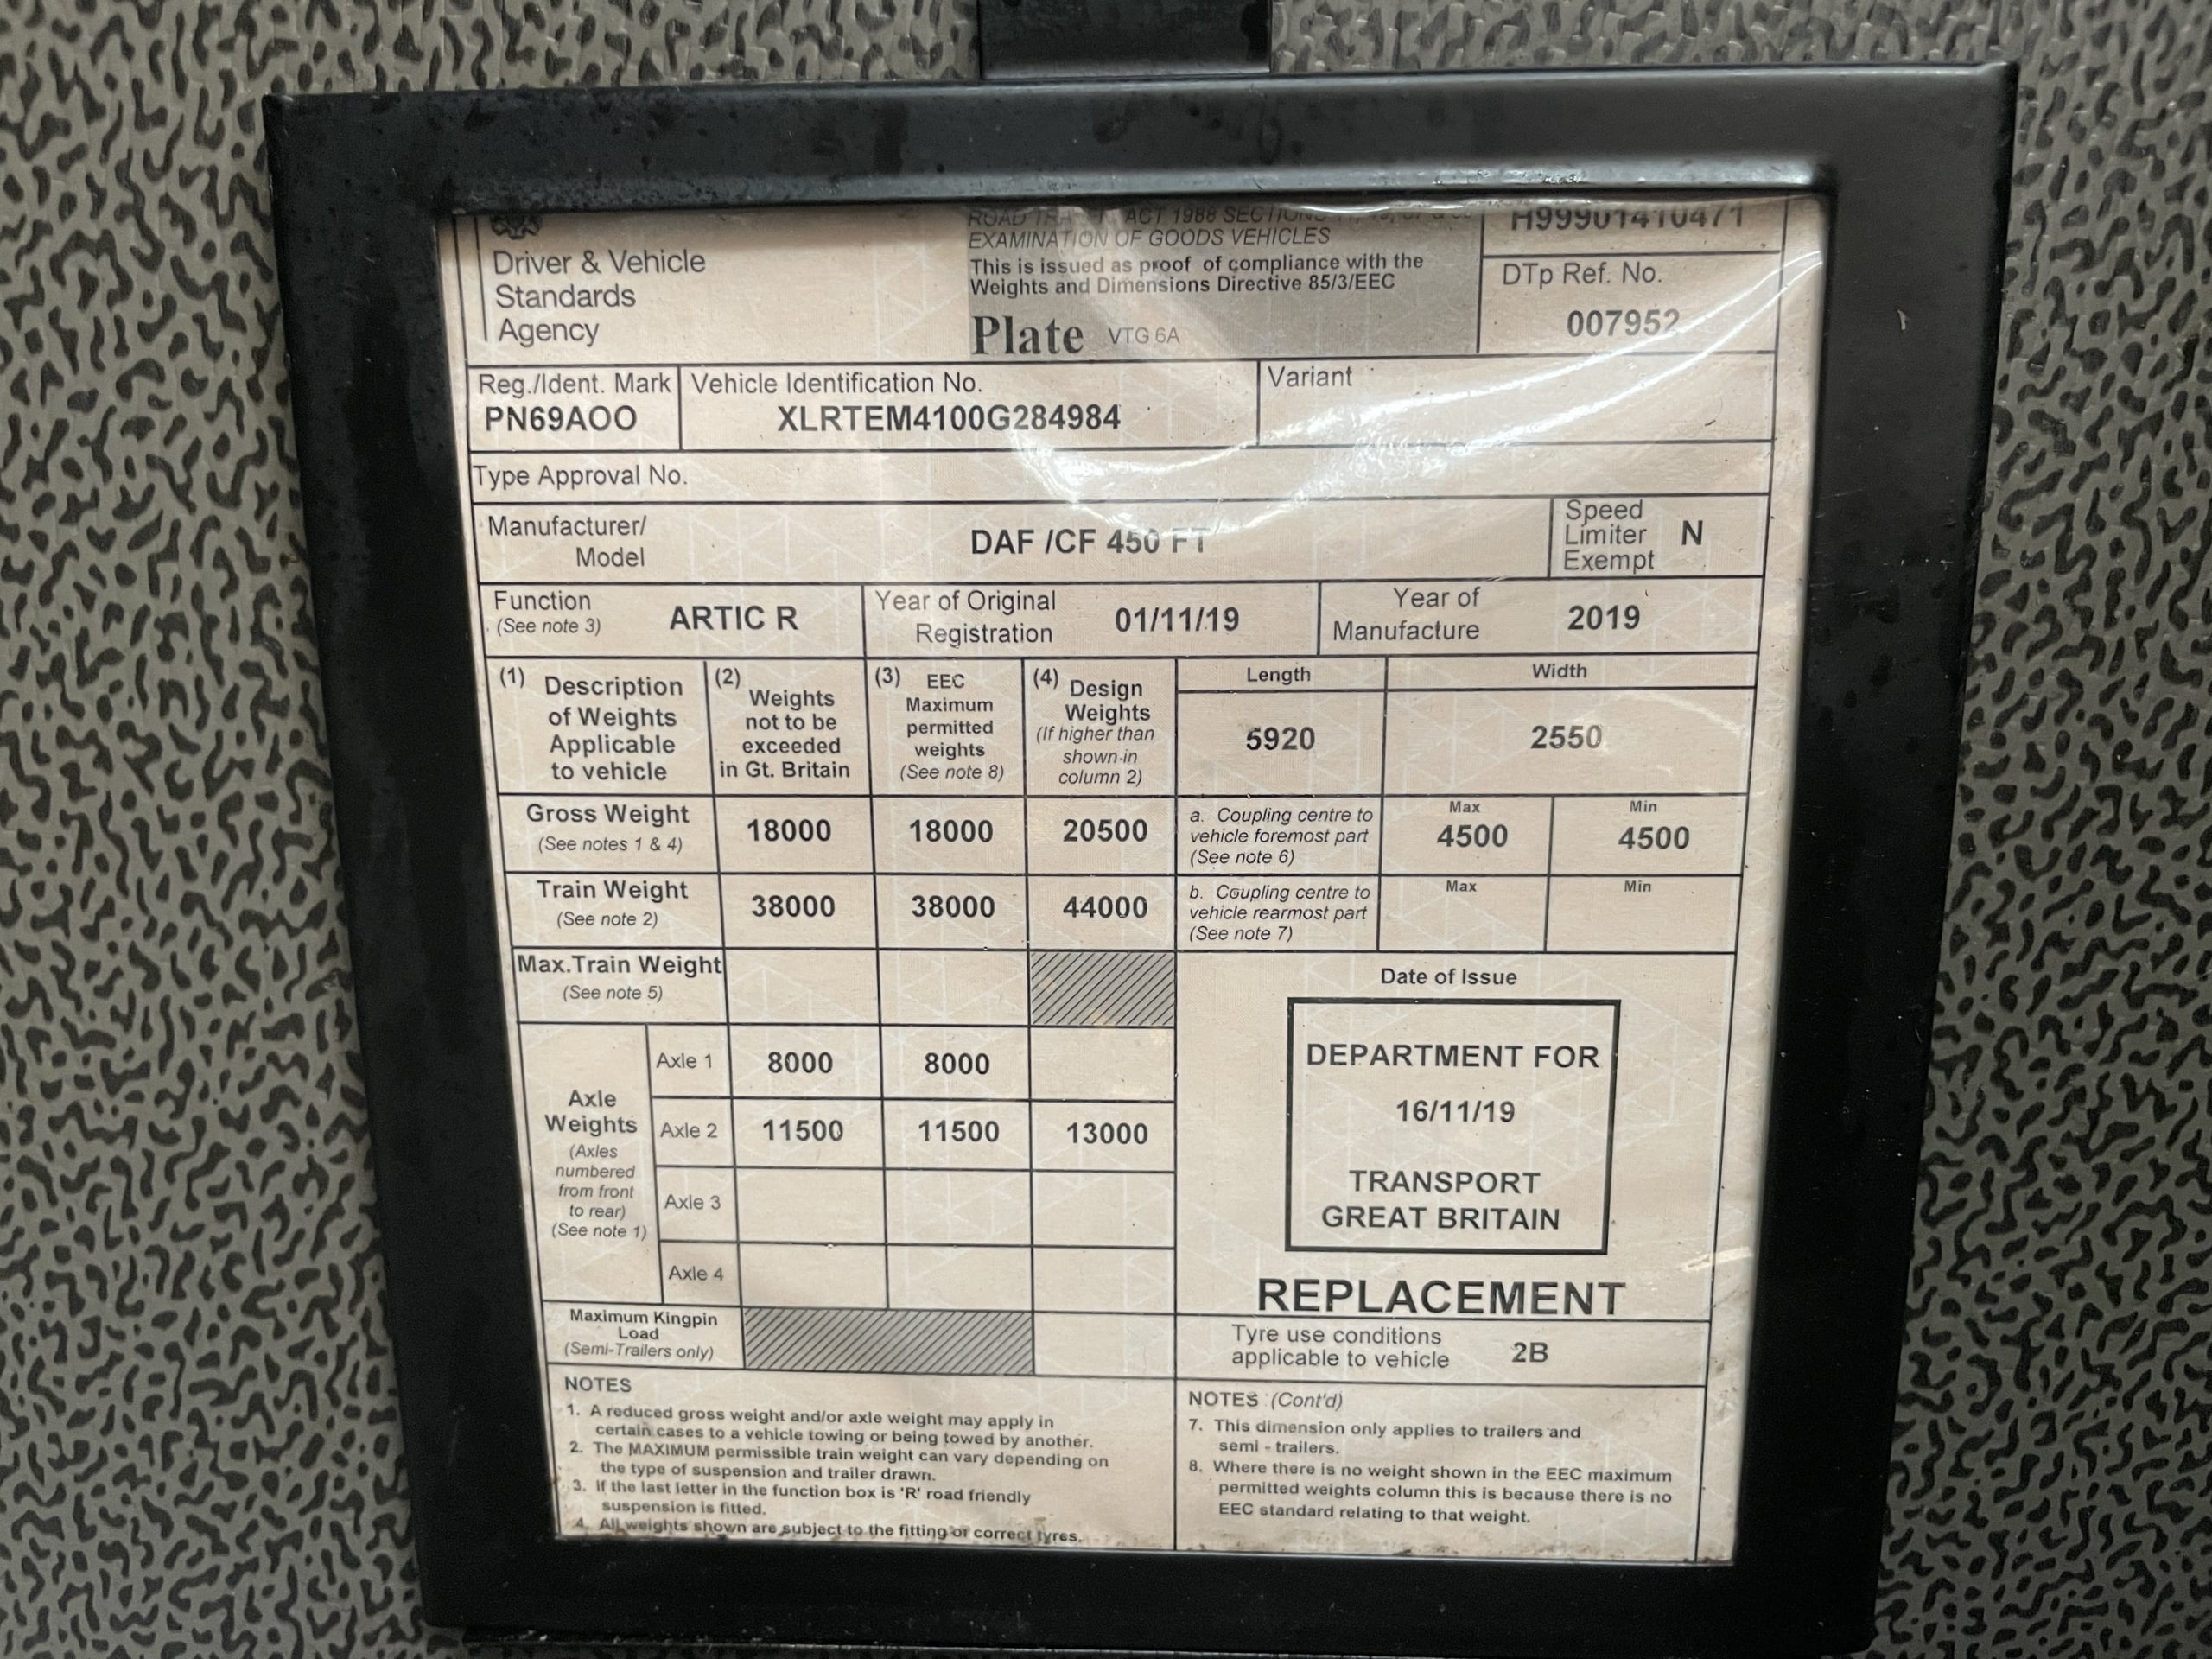 Driver & Vehicle
Standards
Agency
ROAD ACT 1988
EXAMINATION OF GOODS VEHICLES
This is issued as proof of compliance with the
Weights and Dimensions Directive 85/3/EEC
Plate VTG 6A
H99901410471
DTp Ref. No.
007952
Reg./Ident. Mark
PN69AOO
Vehicle Identification No.
XLRTEM4100G284984
Variant
Type Approval No.
Manufacturer/
Model
DAF /CF 450 FT
Speed
Limiter
Exempt
N
Function
(See note 3)
ARTIC R
Year of Original
Registration
01/11/19
Year of
Manufacture
2019
(1) Description
of Weights
Applicable
to vehicle
(2) Weights
not to be
exceeded
in Gt. Britain
(3) EEC
Maximum
permitted
weights
(See note 8)
(4) Design
Weights
(If higher than
shown in
column 2)
Length
5920
Width
2550
Gross Weight
(See notes 1 & 4)
18000
18000
20500
a. Coupling centre to
vehicle foremost part
(See note 6)
Max
4500
Min
4500
Train Weight
(See note 2)
38000
38000
44000
b. Coupling centre to
vehicle rearmost part
(See note 7)
Max
Min
Max.Train Weight
(See note 5)
Axle
Weights
(Axles
numbered
from front
to rear)
(See note 1)
Axle 1
8000
8000
Axle 2
11500
11500
13000
Axle 3
Axle 4
Maximum Kingpin
Load
(Semi-Trailers only)
Date of Issue
DEPARTMENT FOR
16/11/19
TRANSPORT
GREAT BRITAIN
REPLACEMENT
Tyre use conditions
applicable to vehicle
2B
NOTES
1. A reduced gross weight and/or axle weight may apply in
certain cases to a vehicle towing or being towed by another.
2. The MAXIMUM permissible train weight can vary depending on
the type of suspension and trailer drawn.
3. If the last letter in the function box is 'R' road friendly
suspension is fitted.
4. All weights shown are subject to the fitting of correct tyres.
NOTES (Cont'd)
7. This dimension only applies to trailers and
semi - trailers.
8. Where there is no weight shown in the EEC maximum
permitted weights column this is because there is no
EEC standard relating to that weight.